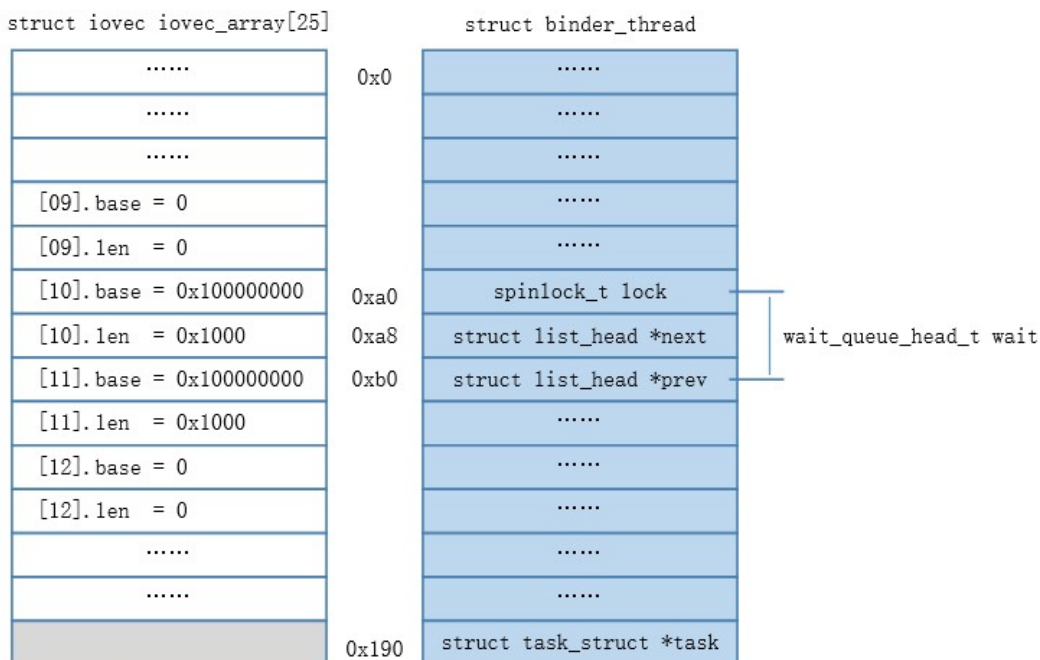 struct iovec iovec_array[25]
struct binder_thread
…… 0x0 ……
…… ……
…… ……
[09].base = 0 ……
[09].len = 0 ……
[10].base = 0x100000000 0xa0 spinlock_t lock
[10].len = 0x1000 0xa8 struct list_head *next wait_queue_head_t wait
[11].base = 0x100000000 0xb0 struct list_head *prev
[11].len = 0x1000 ……
[12].base = 0 ……
[12].len = 0 ……
…… ……
…… ……
0x190 struct task_struct *task